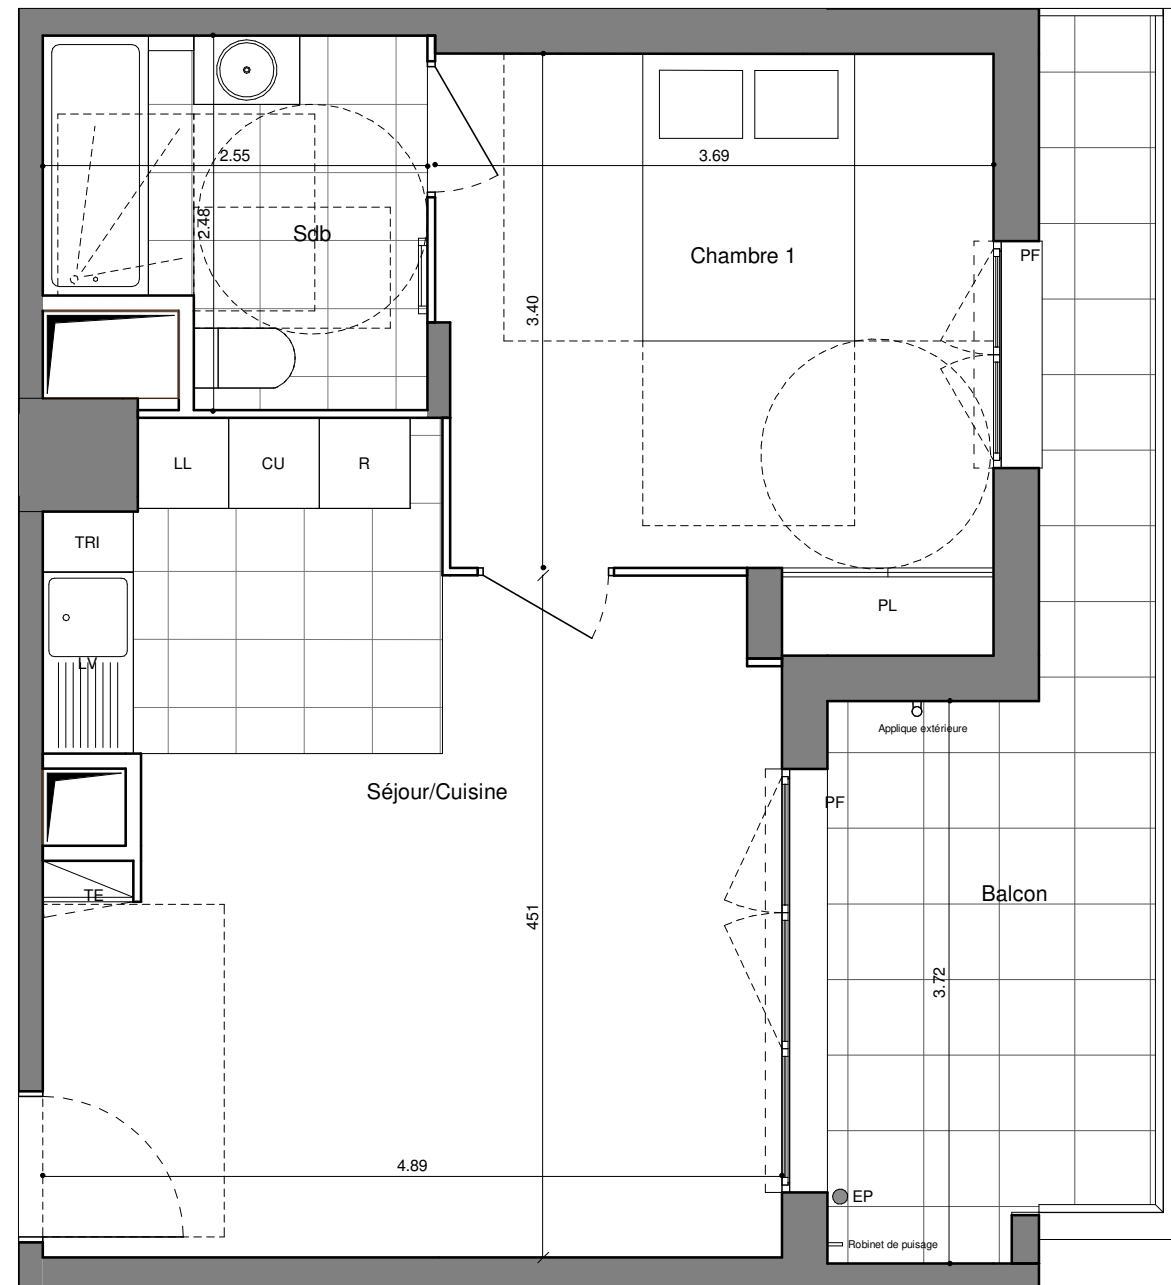 2.55
3.69
2.48
Sdb
Chambre 1
PF
3.40
LL
CU
R
TRI
PL
LV
Applique extérieure
Séjour/Cuisine
PF
TE
Balcon
451
3.72
4.89
EP
Robinet de puisage